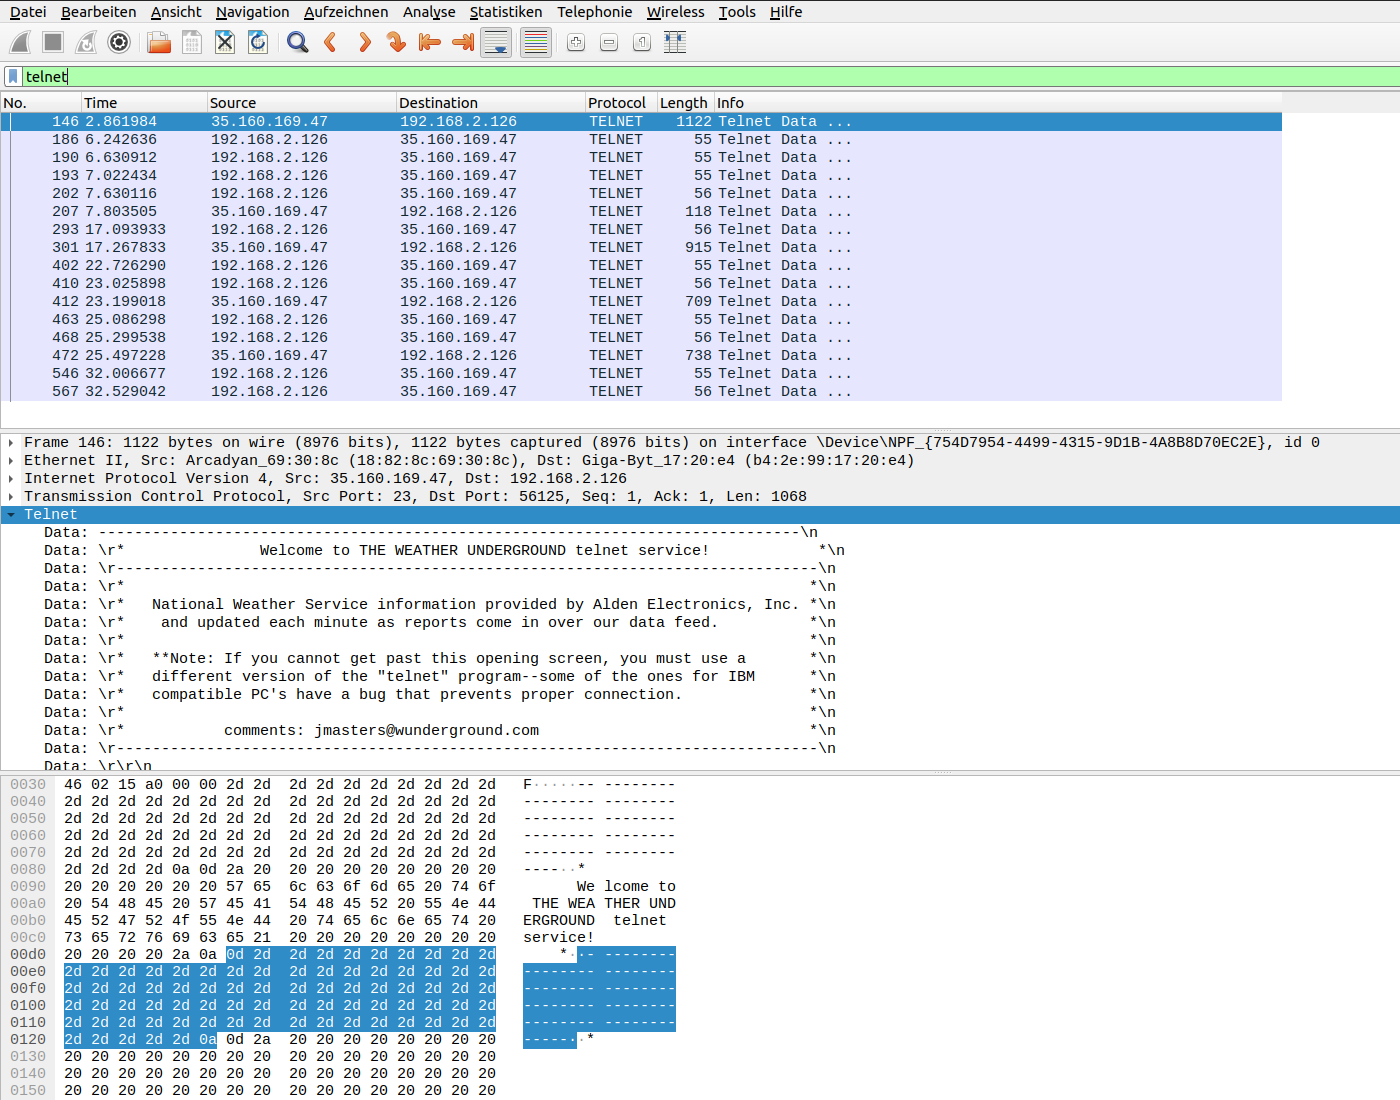 Datei Bearbeiten Ansicht Navigation Aufzeichnen Analyse Statistiken Telephonie Wireless Tools Hilfe
telnet
No. Time Source Destination Protocol Length Info
146 2.861984 35.160.169.47 192.168.2.126 TELNET 1122 Telnet Data ...
186 6.242636 192.168.2.126 35.160.169.47 TELNET 55 Telnet Data ...
190 6.630912 192.168.2.126 35.160.169.47 TELNET 55 Telnet Data ...
193 7.022434 192.168.2.126 35.160.169.47 TELNET 55 Telnet Data ...
202 7.630116 192.168.2.126 35.160.169.47 TELNET 56 Telnet Data ...
207 7.803505 35.160.169.47 192.168.2.126 TELNET 118 Telnet Data ...
293 17.093933 192.168.2.126 35.160.169.47 TELNET 56 Telnet Data ...
301 17.267833 35.160.169.47 192.168.2.126 TELNET 915 Telnet Data ...
402 22.726290 192.168.2.126 35.160.169.47 TELNET 55 Telnet Data ...
410 23.025898 192.168.2.126 35.160.169.47 TELNET 56 Telnet Data ...
412 23.199018 35.160.169.47 192.168.2.126 TELNET 709 Telnet Data ...
463 25.086298 192.168.2.126 35.160.169.47 TELNET 55 Telnet Data ...
468 25.299538 192.168.2.126 35.160.169.47 TELNET 56 Telnet Data ...
472 25.497228 35.160.169.47 192.168.2.126 TELNET 738 Telnet Data ...
546 32.006677 192.168.2.126 35.160.169.47 TELNET 55 Telnet Data ...
567 32.529042 192.168.2.126 35.160.169.47 TELNET 56 Telnet Data ...
Frame 146: 1122 bytes on wire (8976 bits), 1122 bytes captured (8976 bits) on interface \Device\NPF_{754D7954-4499-4315-9D1B-4A8B8D70EC2E}, id 0
Ethernet II, Src: Arcadyan_69:30:8c (18:82:8c:69:30:8c), Dst: Giga-Byt_17:20:e4 (b4:2e:99:17:20:e4)
Internet Protocol Version 4, Src: 35.160.169.47, Dst: 192.168.2.126
Transmission Control Protocol, Src Port: 23, Dst Port: 56125, Seq: 1, Ack: 1, Len: 1068
Telnet
Data: ------------------------------------------------------------------------------\n
Data: \r*               Welcome to THE WEATHER UNDERGROUND telnet service!            *\n
Data: \r------------------------------------------------------------------------------\n
Data: \r*                                                                            *\n
Data: \r*   National Weather Service information provided by Alden Electronics, Inc. *\n
Data: \r*    and updated each minute as reports come in over our data feed.          *\n
Data: \r*                                                                            *\n
Data: \r*   **Note: If you cannot get past this opening screen, you must use a       *\n
Data: \r*   different version of the "telnet" program--some of the ones for IBM      *\n
Data: \r*   compatible PC's have a bug that prevents proper connection.              *\n
Data: \r*                                                                            *\n
Data: \r*           comments: jmasters@wunderground.com                              *\n
Data: \r------------------------------------------------------------------------------\n
Data: \r\r\n
0030 46 02 15 a0 00 00 2d 2d 2d 2d 2d 2d 2d 2d 2d 2d F·····-- --------
0040 2d 2d 2d 2d 2d 2d 2d 2d 2d 2d 2d 2d 2d 2d 2d 2d -------- --------
0050 2d 2d 2d 2d 2d 2d 2d 2d 2d 2d 2d 2d 2d 2d 2d 2d -------- --------
0060 2d 2d 2d 2d 2d 2d 2d 2d 2d 2d 2d 2d 2d 2d 2d 2d -------- --------
0070 2d 2d 2d 2d 2d 2d 2d 2d 2d 2d 2d 2d 2d 2d 2d 2d -------- --------
0080 2d 2d 2d 2d 0a 0d 2a 20 20 20 20 20 20 20 20 20 ----··*
0090 20 20 20 20 20 20 57 65 6c 63 6f 6d 65 20 74 6f We lcome to
00a0 20 54 48 45 20 57 45 41 54 48 45 52 20 55 4e 44 THE WEA THER UND
00b0 45 52 47 52 4f 55 4e 44 20 74 65 6c 6e 65 74 20 ERGROUND telnet
00c0 73 65 72 76 69 63 65 21 20 20 20 20 20 20 20 20 service!
00d0 20 20 20 20 2a 0a 0d 2d 2d 2d 2d 2d 2d 2d 2d 2d *··- --------
00e0 2d 2d 2d 2d 2d 2d 2d 2d 2d 2d 2d 2d 2d 2d 2d 2d -------- --------
00f0 2d 2d 2d 2d 2d 2d 2d 2d 2d 2d 2d 2d 2d 2d 2d 2d -------- --------
0100 2d 2d 2d 2d 2d 2d 2d 2d 2d 2d 2d 2d 2d 2d 2d 2d -------- --------
0110 2d 2d 2d 2d 2d 2d 2d 2d 2d 2d 2d 2d 2d 2d 2d 2d -------- --------
0120 2d 2d 2d 2d 2d 0a 0d 2a 20 20 20 20 20 20 20 20 -----··*
0130 20 20 20 20 20 20 20 20 20 20 20 20 20 20 20 20
0140 20 20 20 20 20 20 20 20 20 20 20 20 20 20 20 20
0150 20 20 20 20 20 20 20 20 20 20 20 20 20 20 20 20